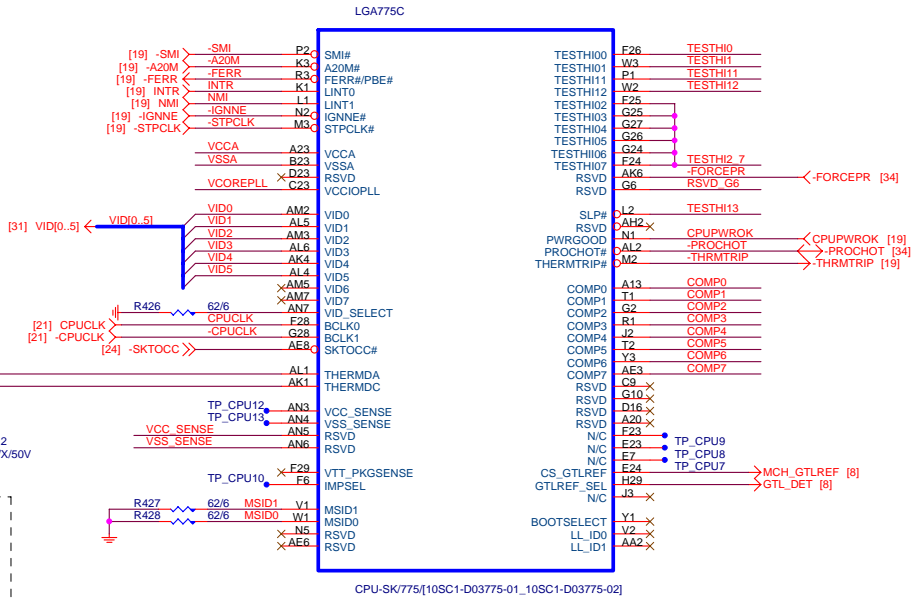 LGA775C
[19] -SMI -SMI P2 SMI#
[19] -A20M -A20M K3 A20M#
[19] -FERR -FERR R3 FERR#/PBE#
[19] INTR INTR K1 LINT0
[19] NMI NMI L1 LINT1
[19] -IGNNE -IGNNE N2 IGNNE#
[19] -STPCLK -STPCLK M3 STPCLK#
VCCA A23 VCCA
VSSA B23 VSSA
D23 RSVD
VCOREPLL C23 VCCIOPLL
VID0 AM2 VID0
[31] VID[0..5] VID[0..5] VID1 AL5 VID1
VID2 AM3 VID2
VID3 AL6 VID3
VID4 AK4 VID4
VID5 AL4 VID5
AM5 VID6
AM7 VID7
R426 62/6 AN7 VID_SELECT
[21] CPUCLK CPUCLK F28 BCLK0
[21] -CPUCLK -CPUCLK G28 BCLK1
[24] -SKTOCC AE8 SKTOCC#
AL1 THERMDA
AK1 THERMDC
TP_CPU12 AN3 VCC_SENSE
TP_CPU13 AN4 VSS_SENSE
VCC_SENSE AN5 RSVD
VSS_SENSE AN6 RSVD
2
/X/50V
F29 VTT_PKGSENSE
TP_CPU10 F6 IMPSEL
R427 62/6 MSID1 V1 MSID1
R428 62/6 MSID0 W1 MSID0
N5 RSVD
AE6 RSVD
TESTHI00 F26 TESTHI0
TESTHI01 W3 TESTHI1
TESTHI11 P1 TESTHI11
TESTHI12 W2 TESTHI12
TESTHI02 F25
TESTHI03 G25
TESTHI04 G27
TESTHI05 G26
TESTHI06 G24
TESTHI07 F24 TESTHI2_7
RSVD AK6 -FORCEPR -FORCEPR [34]
RSVD G6 RSVD_G6
SLP# L2 TESTHI13
RSVD AH2
PWRGOOD N1 CPUPWROK CPUPWROK [19]
PROCHOT# AL2 -PROCHOT -PROCHOT [34]
THERMTRIP# M2 -THRMTRIP -THRMTRIP [19]
COMP0 A13 COMP0
COMP1 T1 COMP1
COMP2 G2 COMP2
COMP3 R1 COMP3
COMP4 J2 COMP4
COMP5 T2 COMP5
COMP6 Y3 COMP6
COMP7 AE3 COMP7
RSVD C9
RSVD G10
RSVD D16
RSVD A20
N/C F23
N/C E23 TP_CPU9
N/C E7 TP_CPU7
CS_GTLREF E24 MCH_GTLREF [8]
GTLREF_SEL H29 GTL_DET [8]
N/C J3
BOOTSELECT Y1
LL_ID0 V2
LL_ID1 AA2
CPU-SK/775/[10SC1-D03775-01_10SC1-D03775-02]